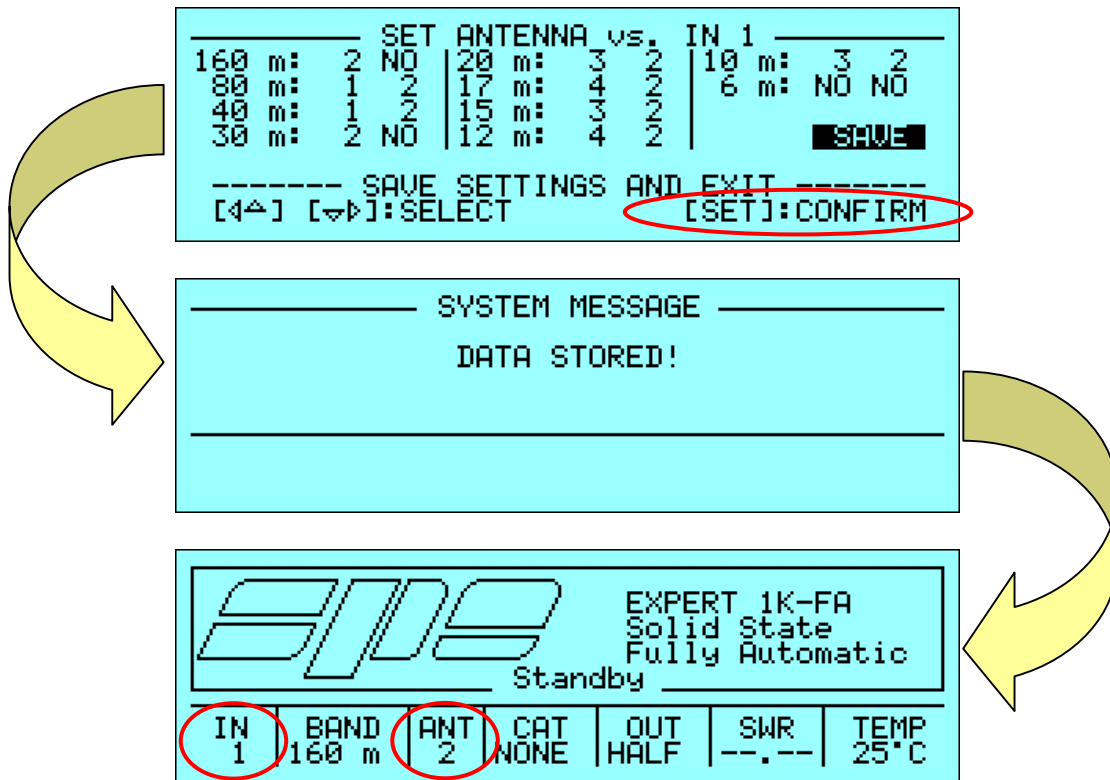 SET ANTENNA vs. IN 1
160 m: 2 NO 20 m: 3 2 10 m: 3 2
80 m: 1 2 17 m: 4 2 6 m: NO NO
40 m: 1 2 15 m: 3 2
30 m: 2 NO 12 m: 4 2 SAVE
------- SAVE SETTINGS AND EXIT -------
[◁△] [▽▷]:SELECT [SET]:CONFIRM
SYSTEM MESSAGE
DATA STORED!
spe EXPERT 1K-FA
Solid State
Fully Automatic
Standby
IN BAND ANT CAT OUT SWR TEMP
1 160 m 2 NONE HALF --.-- 25°C